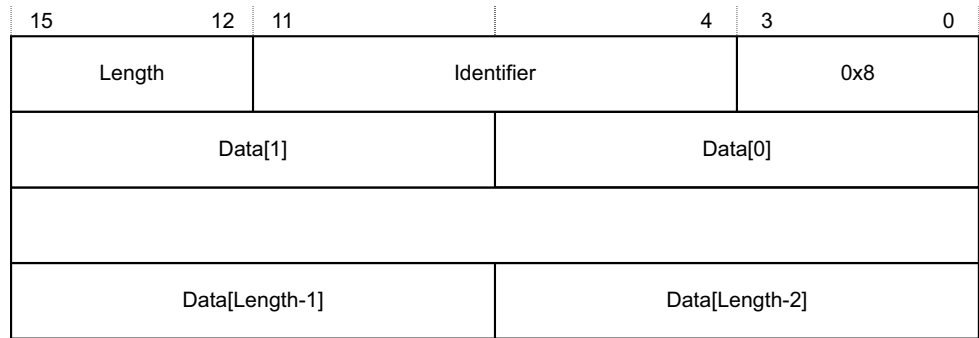 15 12 11 4 3 0
Length Identifier 0x8
Data[1] Data[0]
Data[Length-1] Data[Length-2]